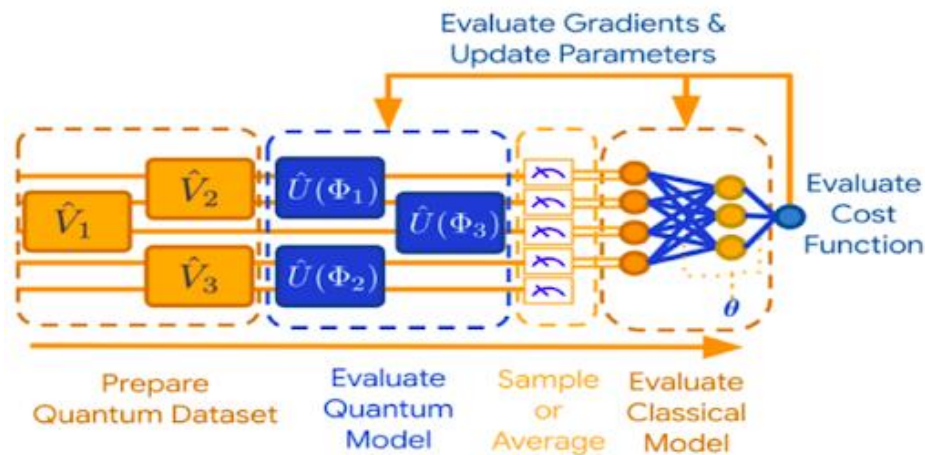 Evaluate Gradients &
Update Parameters
V̂₁
V̂₂
V̂₃
Û(Φ₁)
Û(Φ₂)
Û(Φ₃)
θ
Evaluate
Cost
Function
Prepare
Quantum Dataset
Evaluate
Quantum
Model
Sample
or
Average
Evaluate
Classical
Model